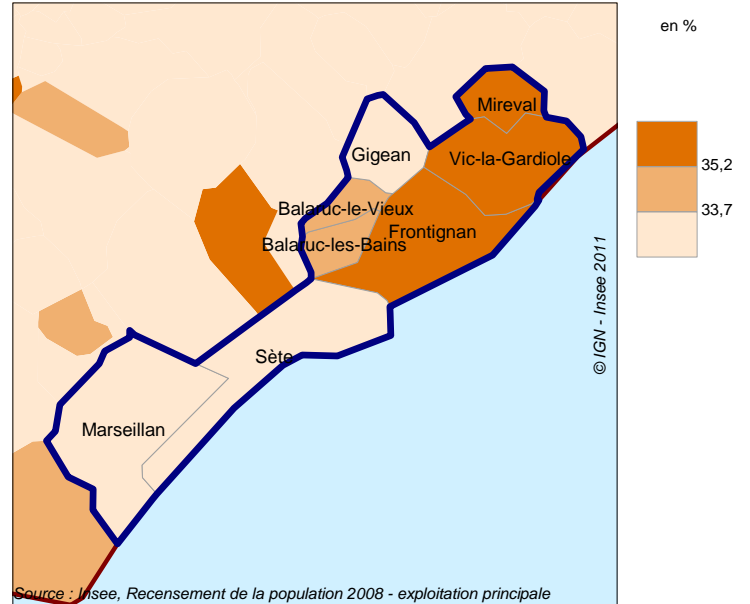 en %
Mireval
Gigean
Vic-la-Gardiole
35,2
33,7
Balaruc-le-Vieux
Frontignan
Balaruc-les-Bains
© IGN - Insee 2011
Sète
Marseillan
Source : Insee, Recensement de la population 2008 - exploitation principale